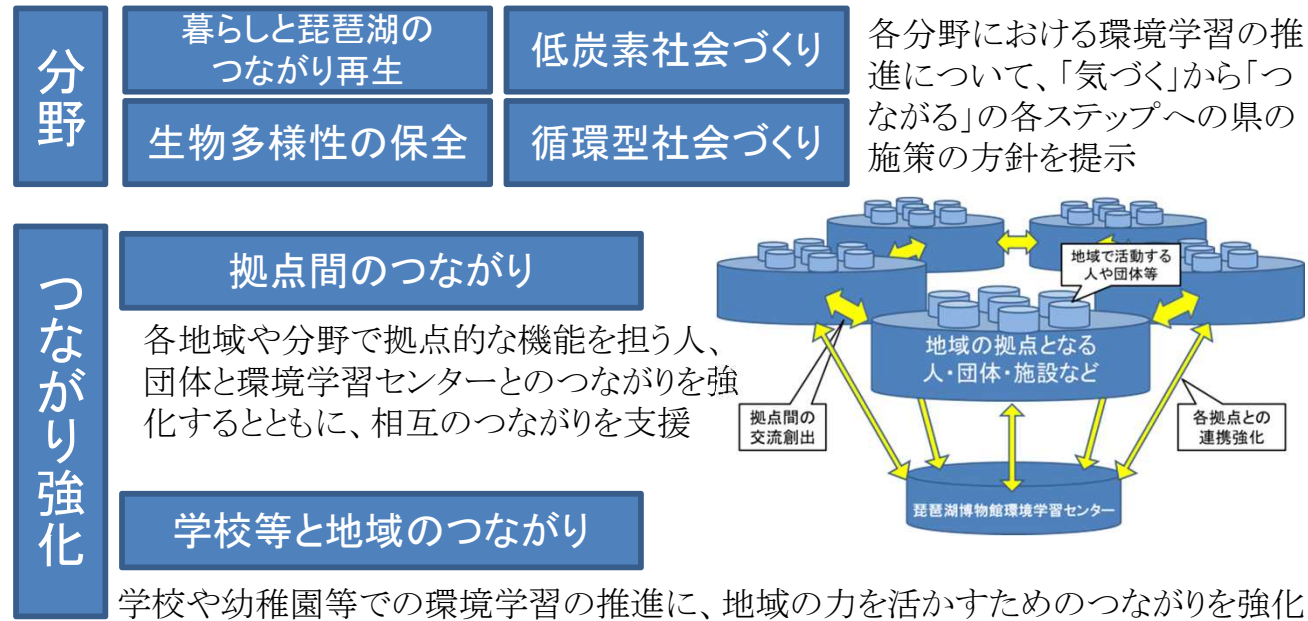 分野
暮らしと琵琶湖の
つながり再生
低炭素社会づくり
生物多様性の保全
循環型社会づくり
各分野における環境学習の推
進について、「気づく」から「つ
ながる」の各ステップへの県の
施策の方針を提示
つながり強化
拠点間のつながり
各地域や分野で拠点的な機能を担う人、
団体と環境学習センターとのつながりを強
化するとともに、相互のつながりを支援
地域で活動する
人や団体等
地域の拠点となる
人・団体・施設など
拠点間の
交流創出
各拠点との
連携強化
琵琶湖博物館環境学習センター
学校等と地域のつながり
学校や幼稚園等での環境学習の推進に、地域の力を活かすためのつながりを強化